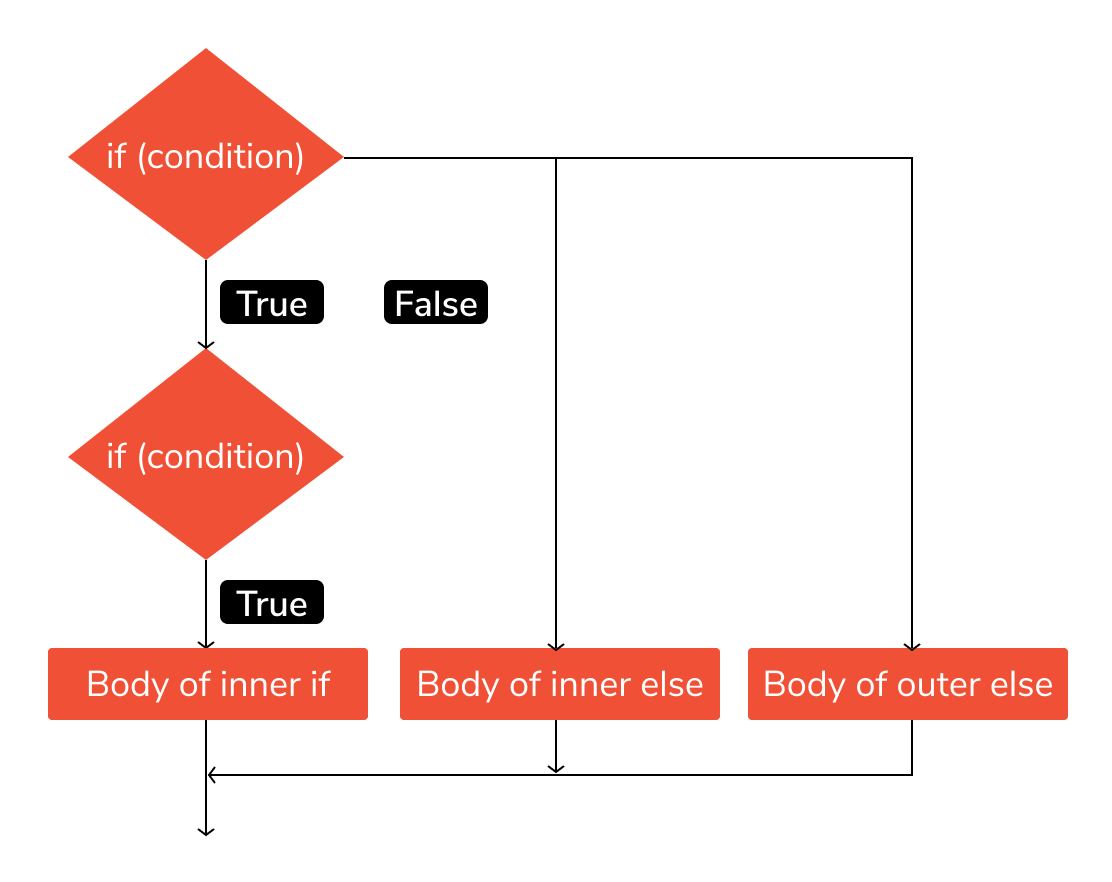 if (condition)
True
False
if (condition)
True
Body of inner if
Body of inner else
Body of outer else